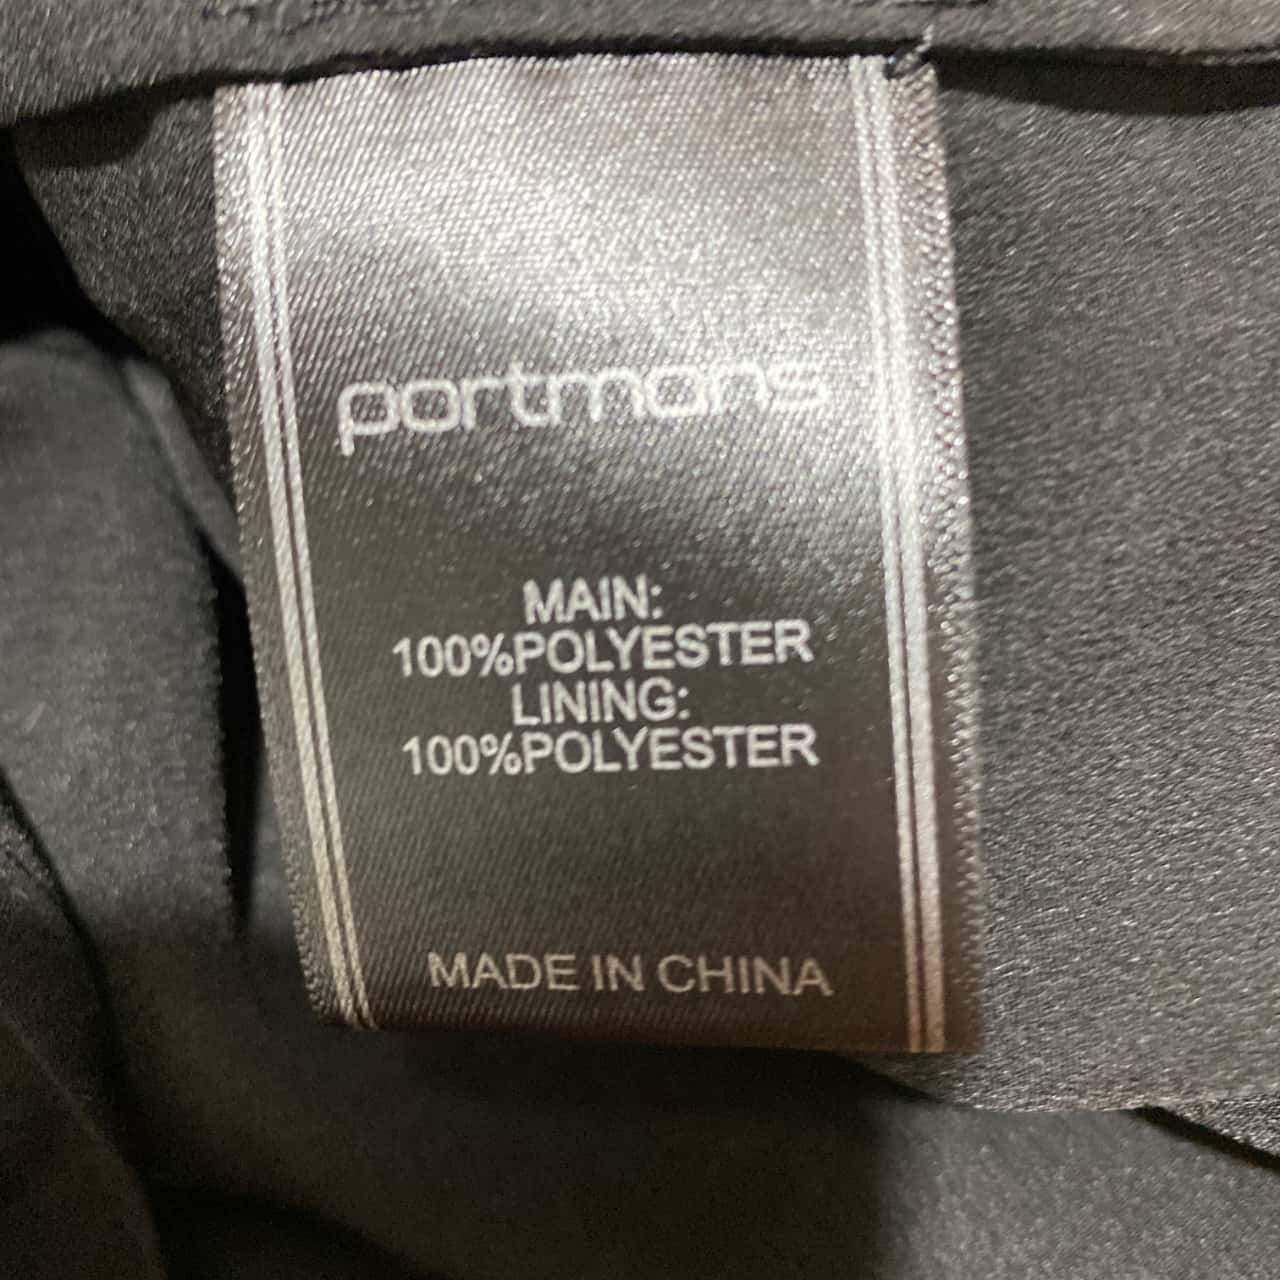 portmans
MAIN:
100%POLYESTER
LINING:
100%POLYESTER
MADE IN CHINA